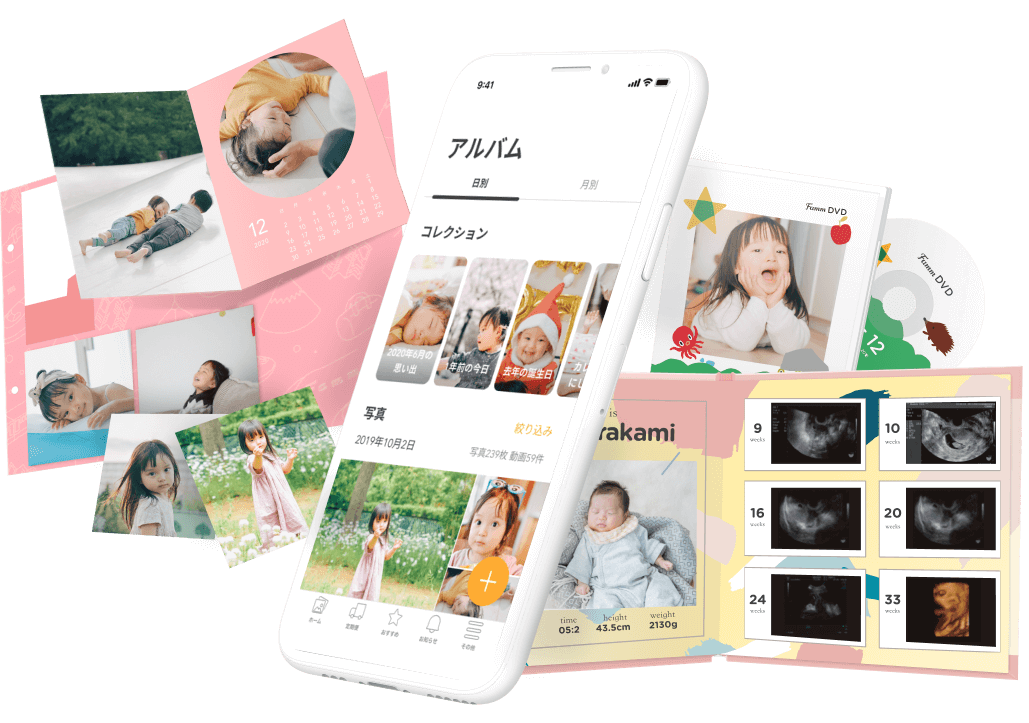 12
2020
9:41
アルバム
日別
月別
コレクション
2020年6月の
思い出
年前の今日
去年の誕生日
写真
絞り込み
2019年10月2日
写真239枚 動画59件
ホーム
定期便
おすすめ
お知らせ
その他
Famm DVD
Famm DVD
12
is
rakami
time
05:2
height
43.5cm
weight
2130g
9
weeks
10
weeks
16
weeks
20
weeks
24
weeks
33
weeks